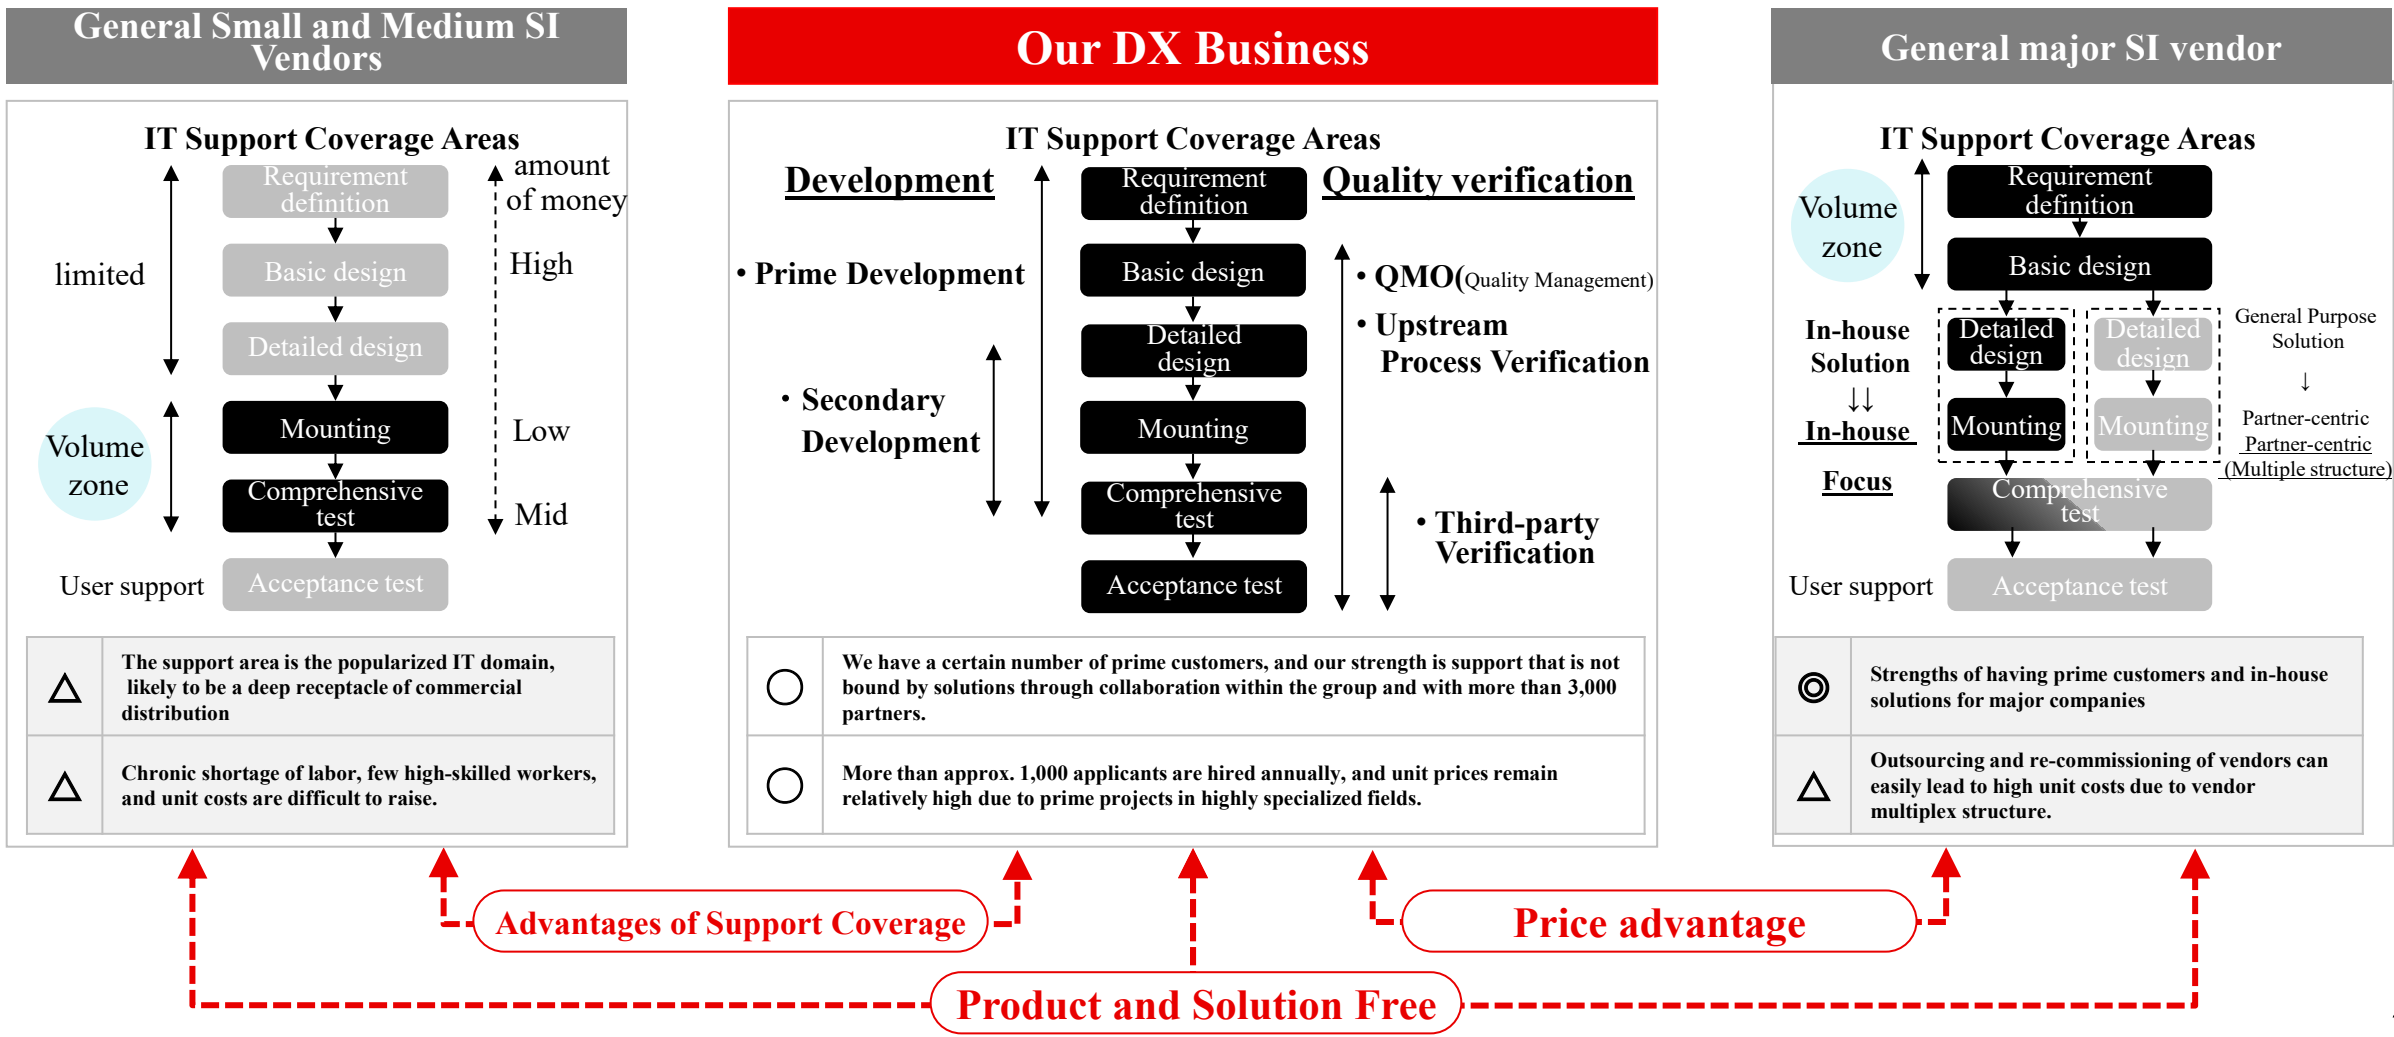 General Small and Medium SI
Vendors
IT Support Coverage Areas
amount
of money
Requirement
definition
limited
Basic design
High
Detailed design
Volume
zone
Mounting
Low
Comprehensive
test
Mid
User support
Acceptance test
△
The support area is the popularized IT domain,
likely to be a deep receptacle of commercial
distribution
△
Chronic shortage of labor, few high-skilled workers,
and unit costs are difficult to raise.
Our DX Business
IT Support Coverage Areas
Development
Quality verification
Requirement
definition
・Prime Development
Basic design
・QMO(Quality Management)
・Upstream
Process Verification
Detailed
design
・Secondary
Development
Mounting
Comprehensive
test
・Third-party
Verification
Acceptance test
○
We have a certain number of prime customers, and our strength is support that is not
bound by solutions through collaboration within the group and with more than 3,000
partners.
○
More than approx. 1,000 applicants are hired annually, and unit prices remain
relatively high due to prime projects in highly specialized fields.
General major SI vendor
IT Support Coverage Areas
Volume
zone
Requirement
definition
Basic design
In-house
Solution
↓↓
In-house
Focus
Detailed
design
Mounting
Detailed
design
Mounting
General Purpose
Solution
↓
Partner-centric
Partner-centric
(Multiple structure)
Comprehensive
test
User support
Acceptance test
◎
Strengths of having prime customers and in-house
solutions for major companies
△
Outsourcing and re-commissioning of vendors can
easily lead to high unit costs due to vendor
multiplex structure.
Advantages of Support Coverage
Price advantage
Product and Solution Free